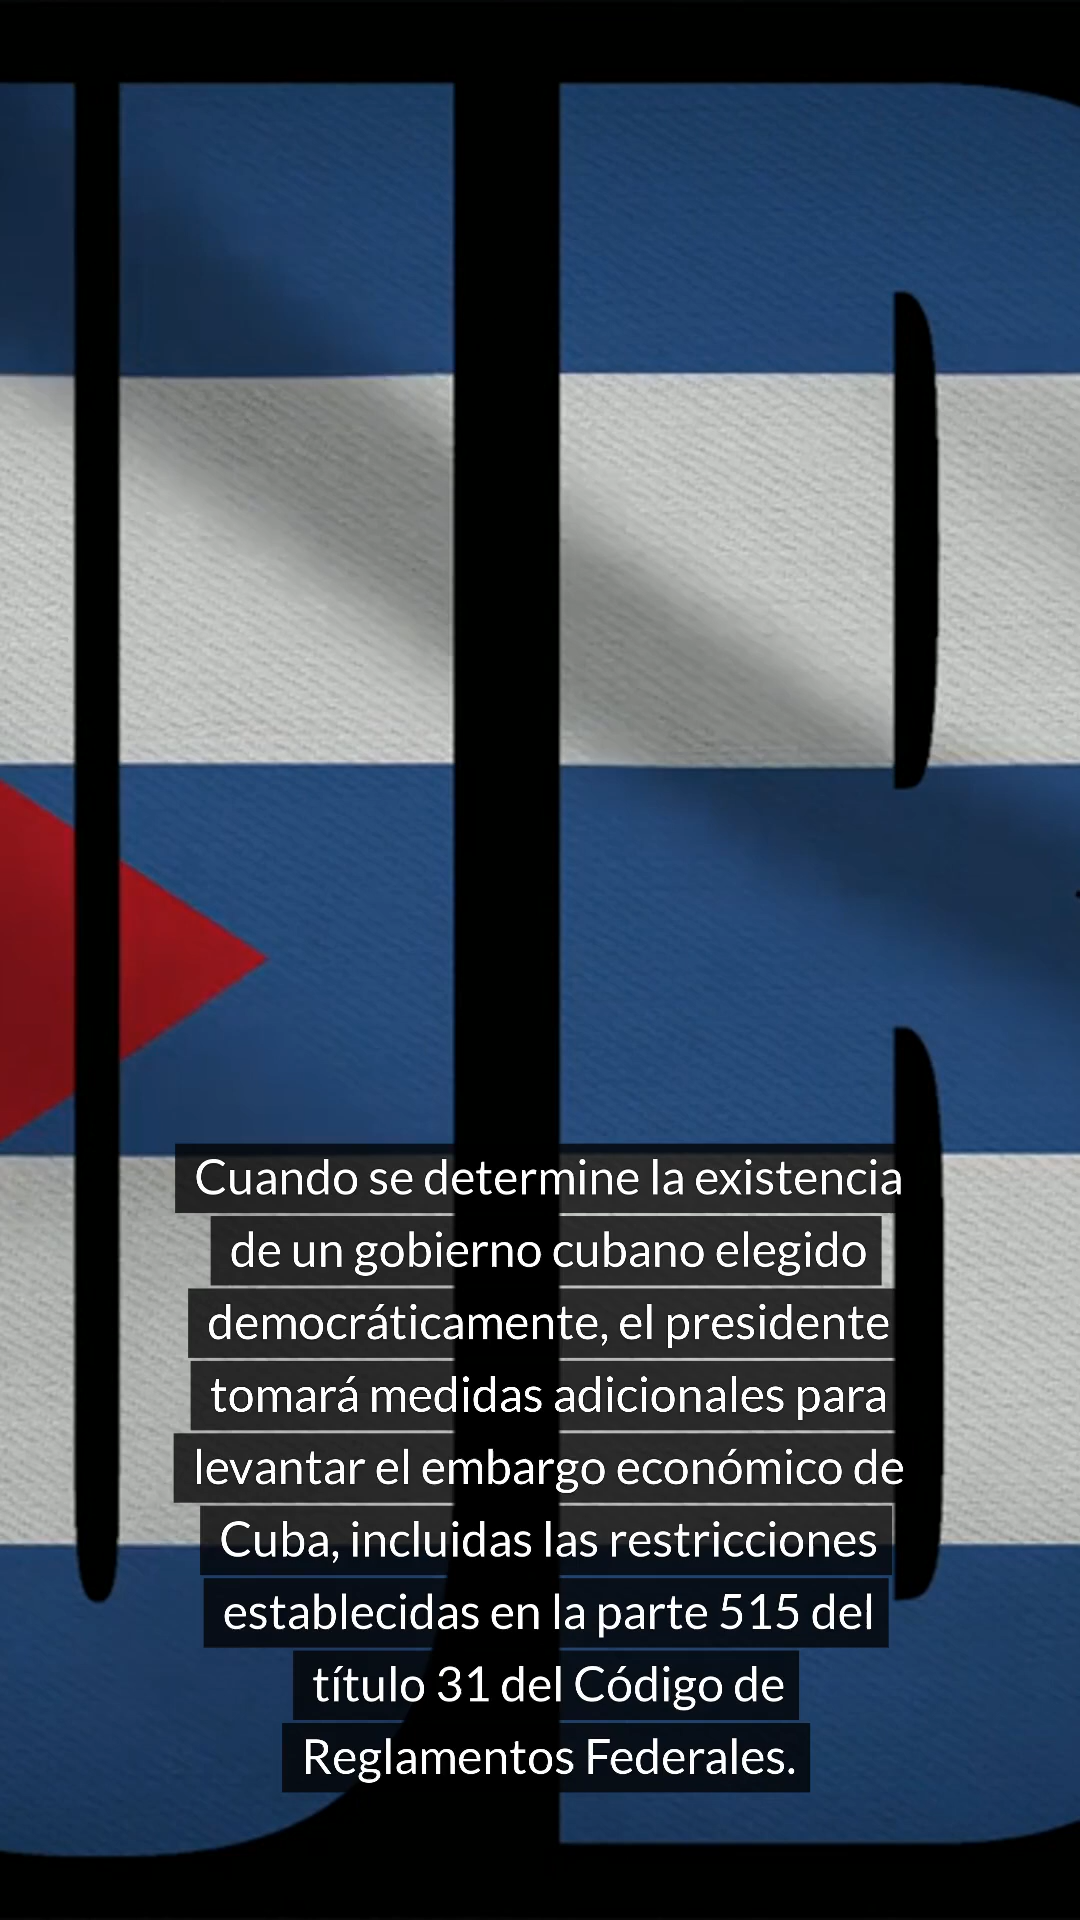 Cuando se determine la existencia
de un gobierno cubano elegido
democráticamente, el presidente
tomará medidas adicionales para
levantar el embargo económico de
Cuba, incluidas las restricciones
establecidas en la parte 515 del
título 31 del Código de
Reglamentos Federales.